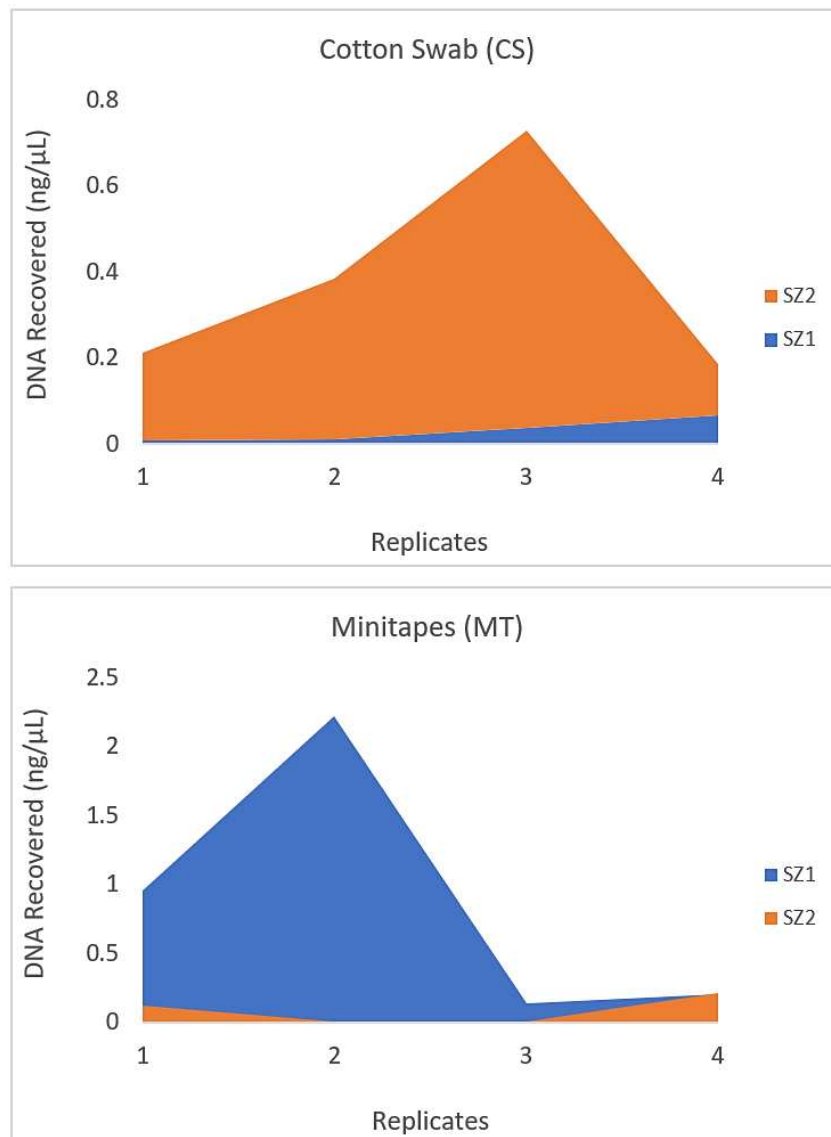 Cotton Swab (CS)
DNA Recovered (ng/µL)
0.8
0.6
0.4
0.2
0
1 2 3 4
Replicates
SZ2
SZ1
Minitapes (MT)
DNA Recovered (ng/µL)
2.5
2
1.5
1
0.5
0
1 2 3 4
Replicates
SZ1
SZ2